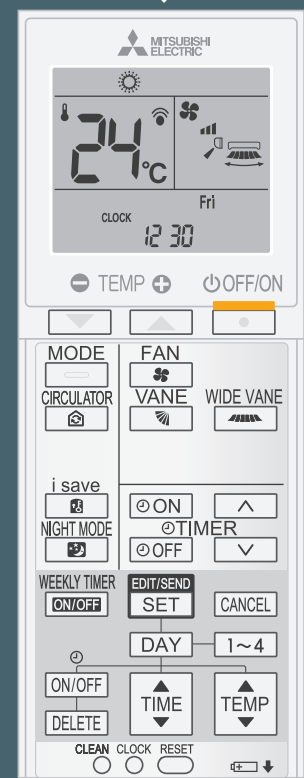 MITSUBISHI
ELECTRIC
24°C
Fri
CLOCK
12 30
TEMP OFF/ON
MODE FAN
CIRCULATOR VANE WIDE VANE
i save
ON
NIGHT MODE TIMER
OFF
WEEKLY TIMER EDIT/SEND
ON/OFF SET CANCEL
DAY 1~4
ON/OFF TIME TEMP
DELETE
CLEAN CLOCK RESET